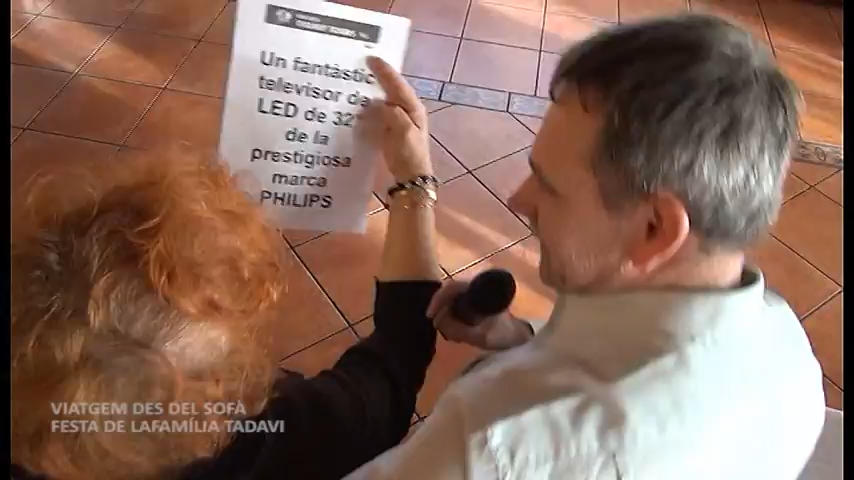 Un fantàstic
televisor de
LED de 32"
de la
prestigiosa
marca
PHILIPS
VIATGEM DES DEL SOFÀ
FESTA DE LAFAMÍLIA TADAVI